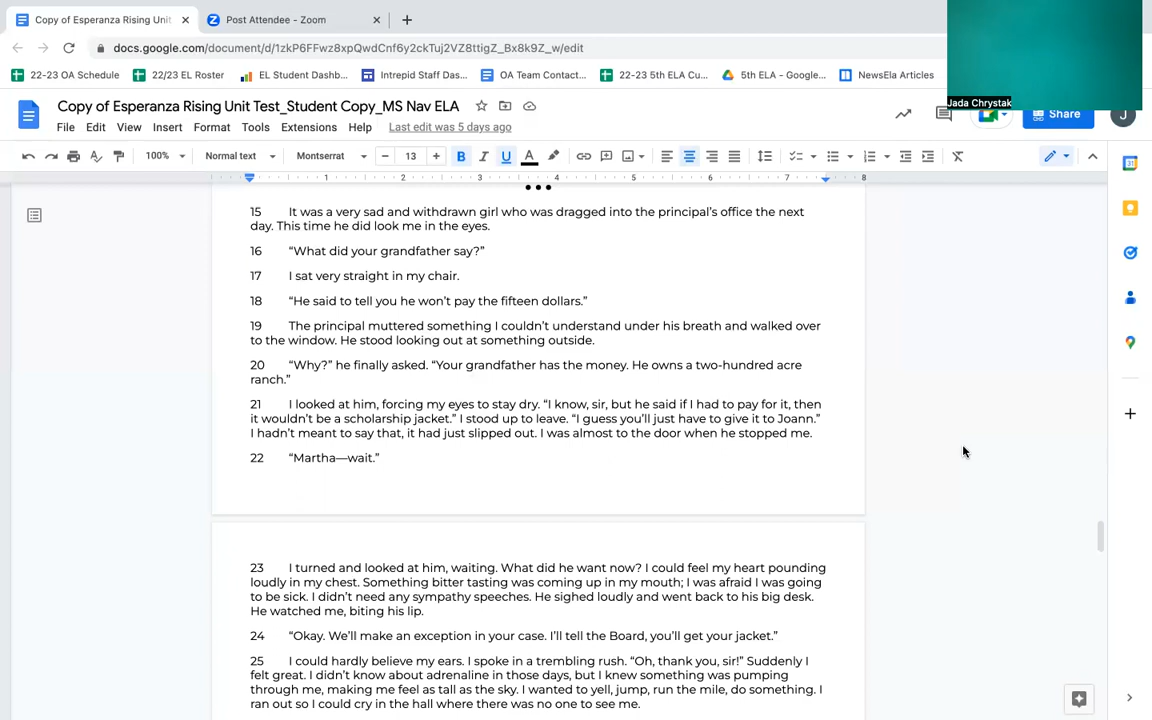 Copy of Esperanza Rising Unit
Post Attendee - Zoom
docs.google.com/document/d/1zkP6FFwz8xpQwdCnf6y2ckTuj2VZ8ttigZ_Bx8k9Z_w/edit
22-23 OA Schedule
22/23 EL Roster
EL Student Dashb...
Intrepid Staff Das...
OA Team Contact...
22-23 5th ELA Cu...
5th ELA - Google...
NewsEla Articles
Jada Chrystak
Copy of Esperanza Rising Unit Test_Student Copy_MS Nav ELA
File Edit View Insert Format Tools Extensions Help Last edit was 5 days ago
Share
J
100% Normal text Montserrat 13 B I U A
1 2 3 4 5 6 7 8
•••
15 It was a very sad and withdrawn girl who was dragged into the principal's office the next
day. This time he did look me in the eyes.
16 “What did your grandfather say?”
17 I sat very straight in my chair.
18 “He said to tell you he won’t pay the fifteen dollars.”
19 The principal muttered something I couldn’t understand under his breath and walked over
to the window. He stood looking out at something outside.
20 “Why?” he finally asked. “Your grandfather has the money. He owns a two-hundred acre
ranch.”
21 I looked at him, forcing my eyes to stay dry. “I know, sir, but he said if I had to pay for it, then
it wouldn’t be a scholarship jacket.” I stood up to leave. “I guess you’ll just have to give it to Joann.”
I hadn’t meant to say that, it had just slipped out. I was almost to the door when he stopped me.
22 “Martha—wait.”
23 I turned and looked at him, waiting. What did he want now? I could feel my heart pounding
loudly in my chest. Something bitter tasting was coming up in my mouth; I was afraid I was going
to be sick. I didn’t need any sympathy speeches. He sighed loudly and went back to his big desk.
He watched me, biting his lip.
24 “Okay. We’ll make an exception in your case. I’ll tell the Board, you’ll get your jacket.”
25 I could hardly believe my ears. I spoke in a trembling rush. “Oh, thank you, sir!” Suddenly I
felt great. I didn’t know about adrenaline in those days, but I knew something was pumping
through me, making me feel as tall as the sky. I wanted to yell, jump, run the mile, do something. I
ran out so I could cry in the hall where there was no one to see me.